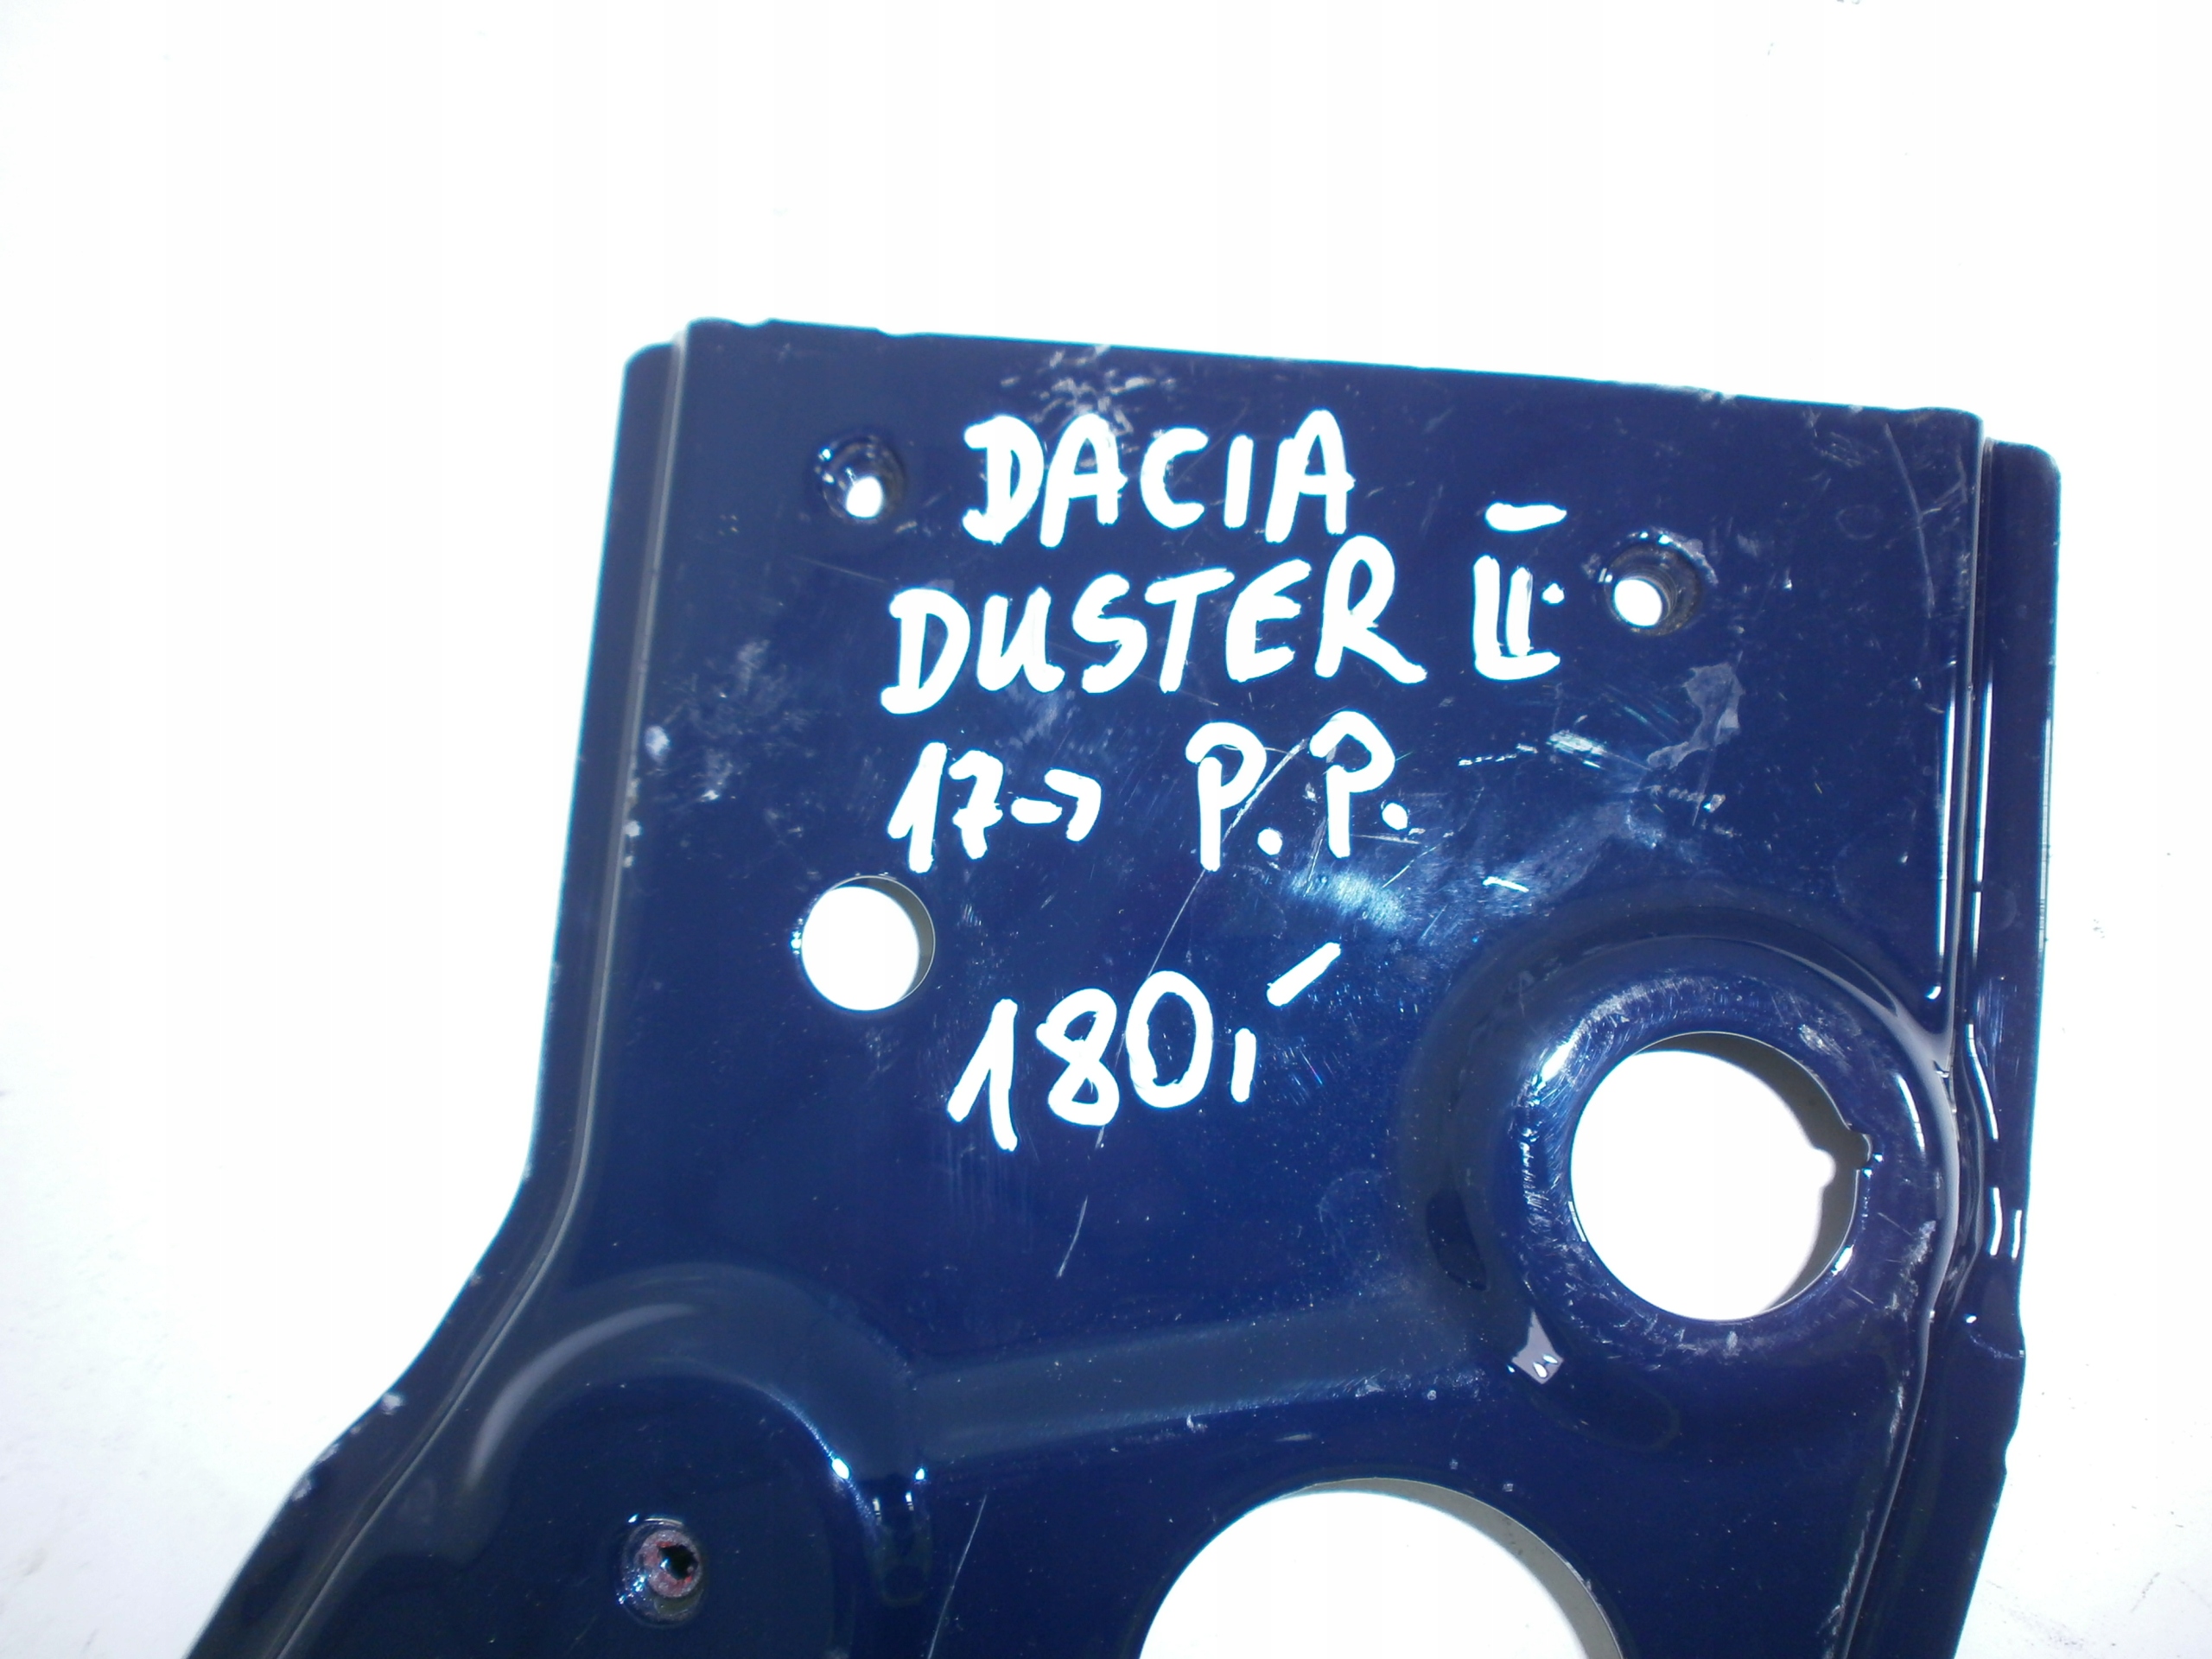 DACIA
DUSTER II
17-> P.P.
180,-